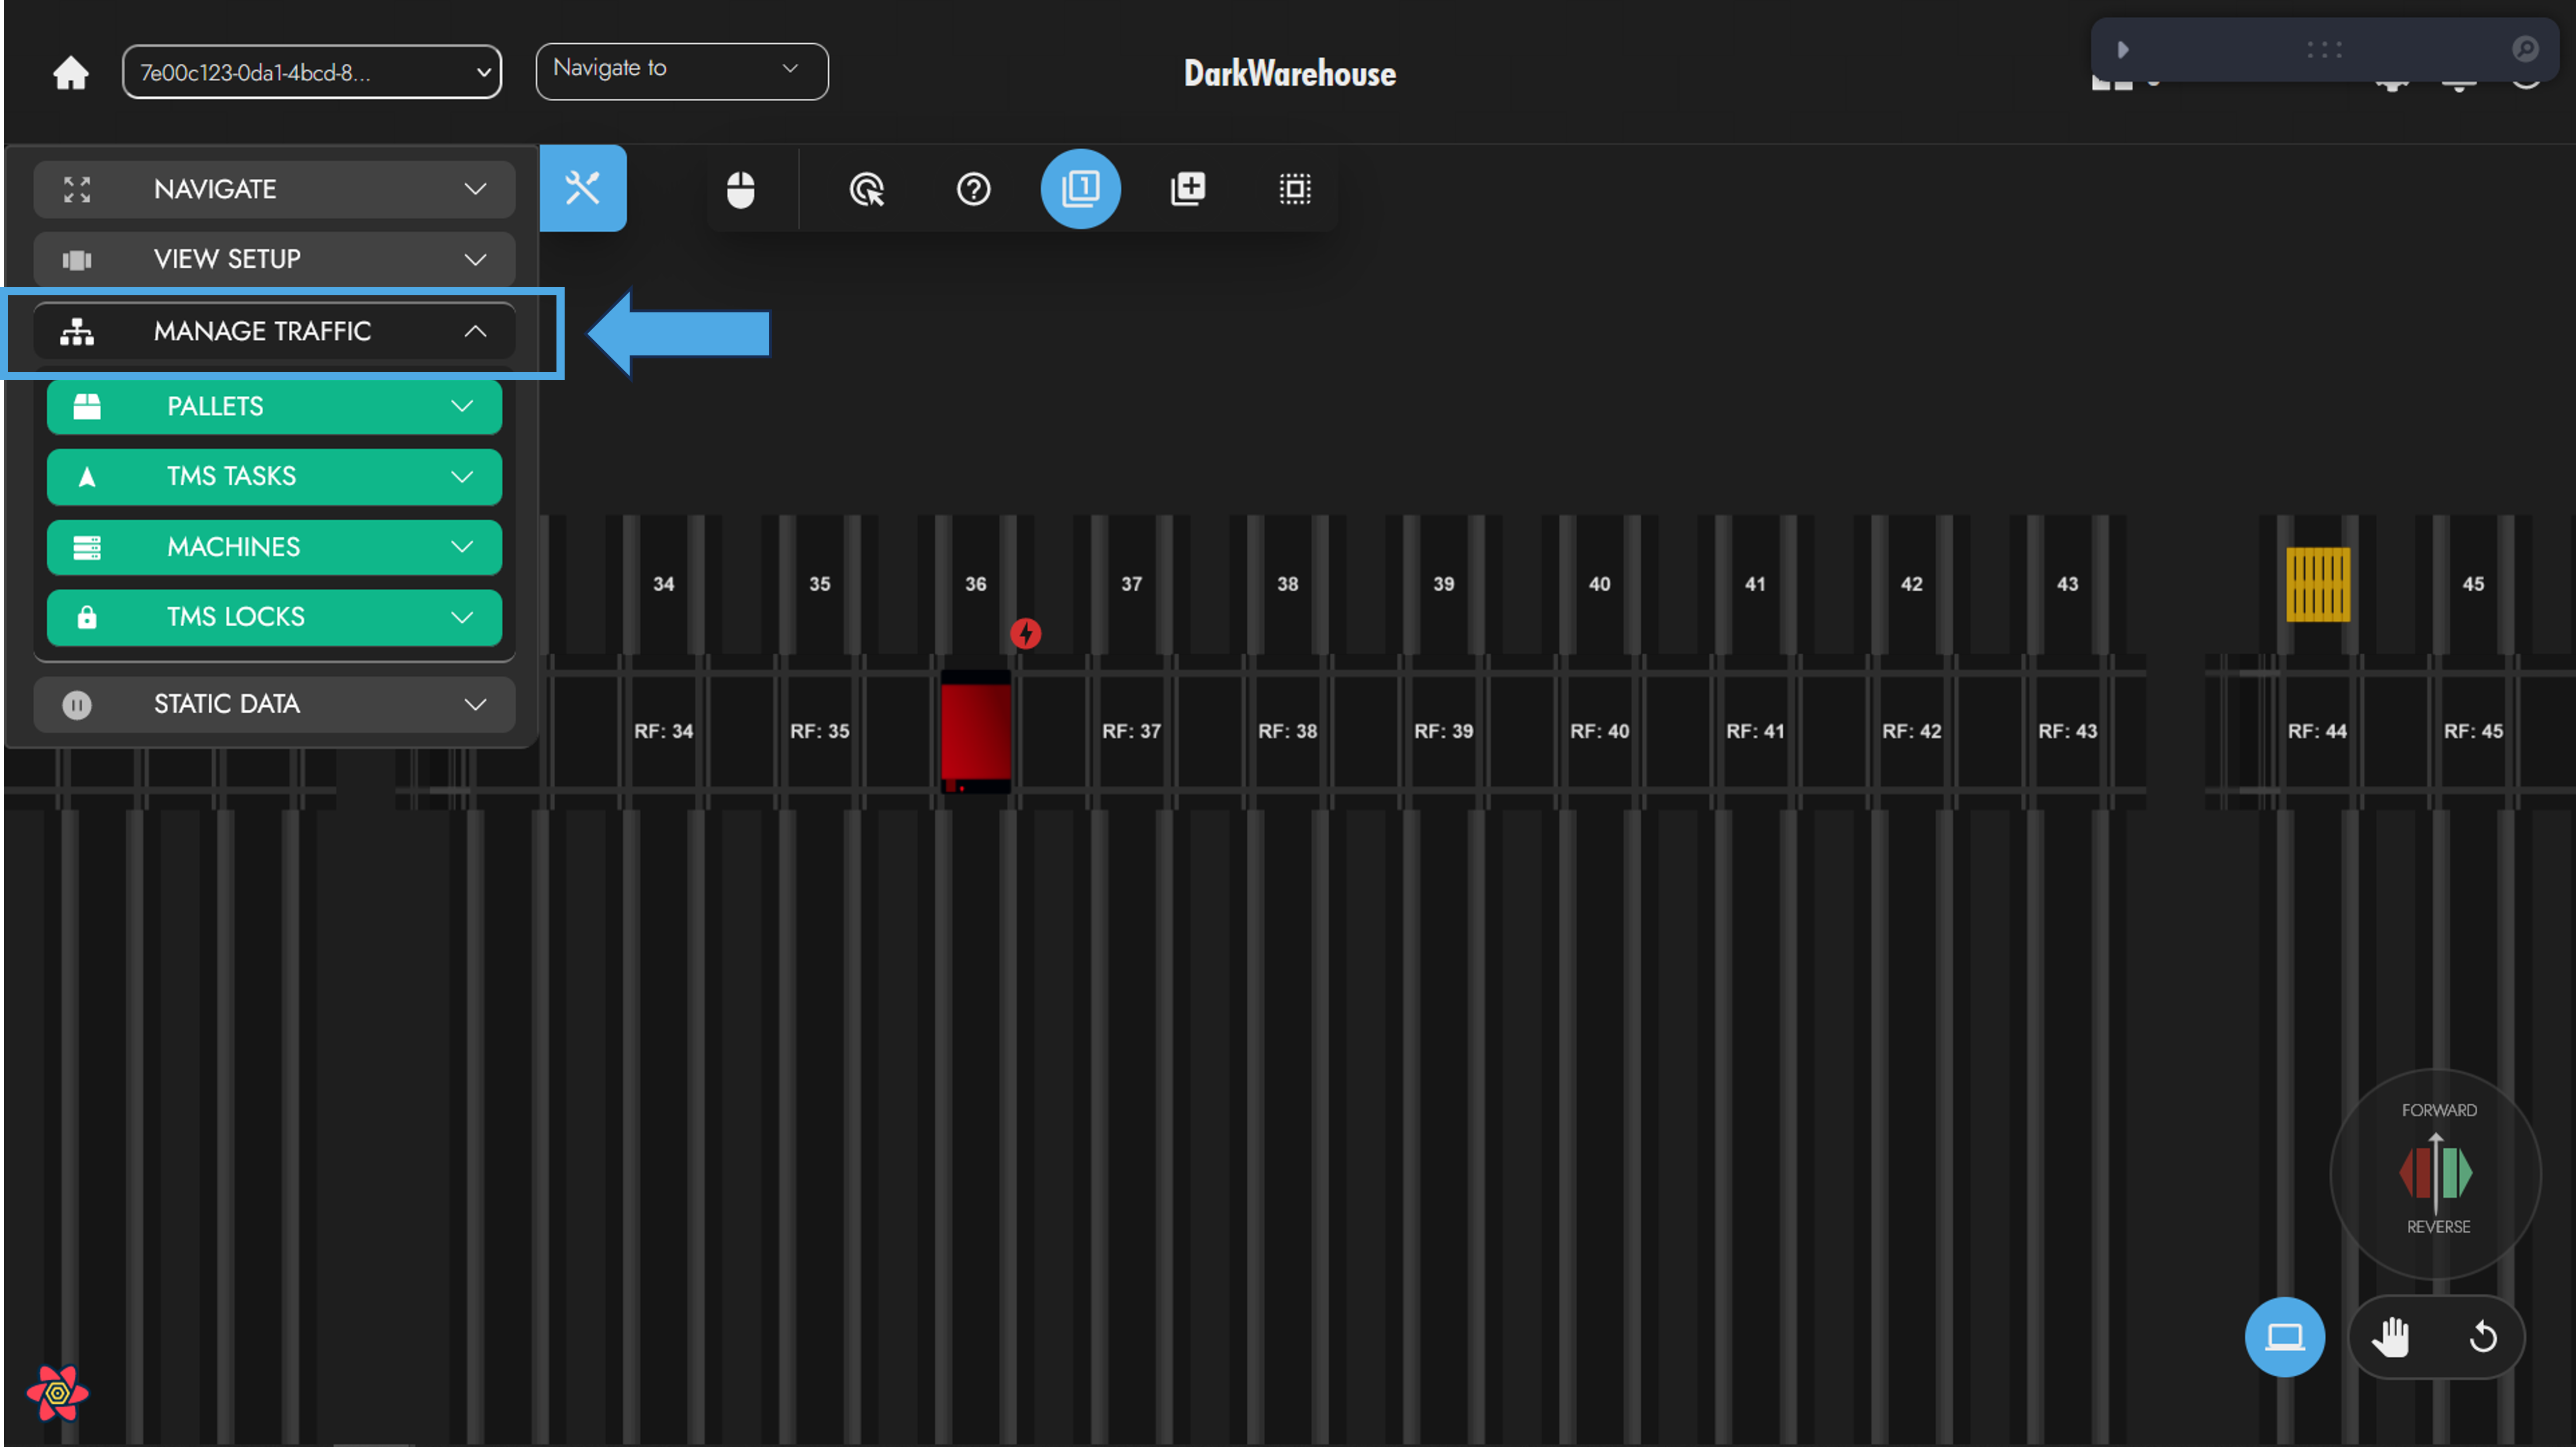 7e00c123-0da1-4bcd-8...
Navigate to
DarkWarehouse
NAVIGATE
VIEW SETUP
MANAGE TRAFFIC
PALLETS
TMS TASKS
MACHINES
TMS LOCKS
STATIC DATA
1
34 35 36 37 38 39 40 41 42 43 45
RF: 34 RF: 35 RF: 37 RF: 38 RF: 39 RF: 40 RF: 41 RF: 42 RF: 43 RF: 44 RF: 45
FORWARD
REVERSE